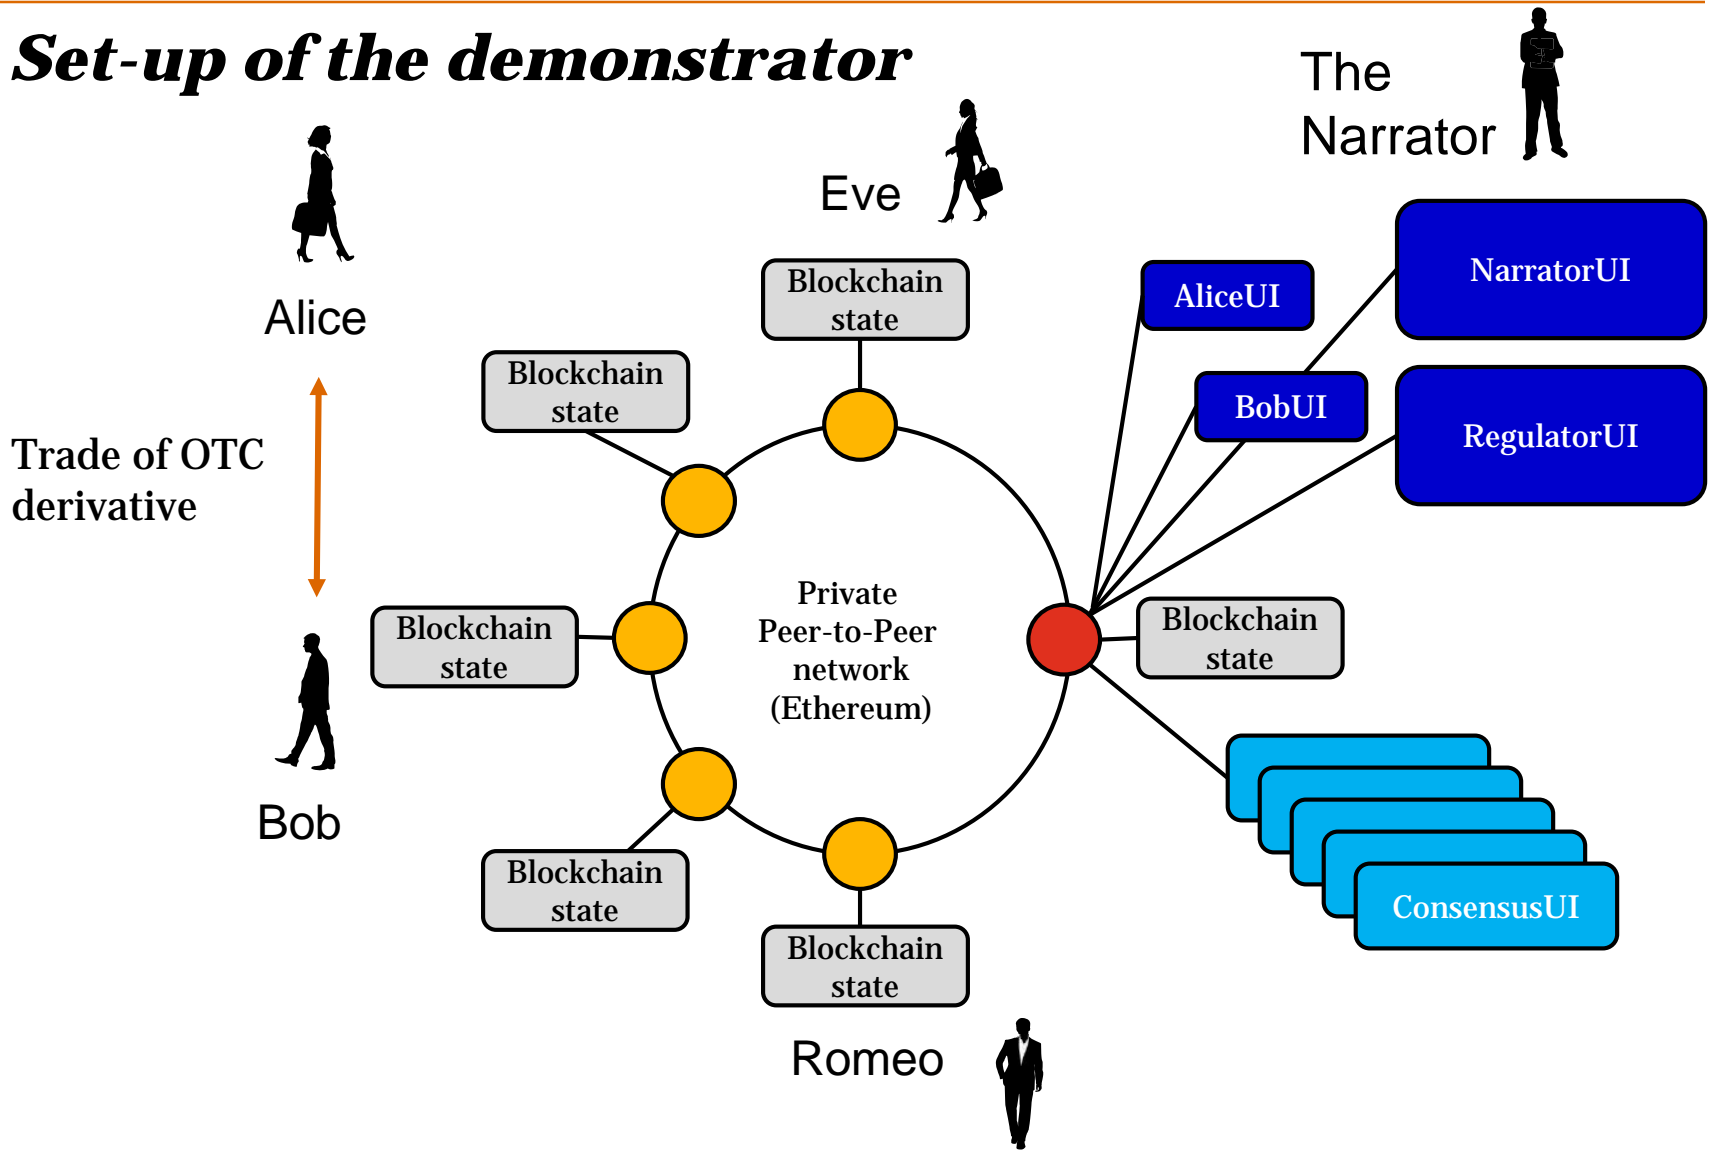 Set-up of the demonstrator
The
Narrator
Eve
Alice
Blockchain
state
AliceUI
NarratorUI
Blockchain
state
BobUI
RegulatorUI
Trade of OTC
derivative
Private
Peer-to-Peer
network
(Ethereum)
Blockchain
state
Blockchain
state
Bob
Blockchain
state
ConsensusUI
Blockchain
state
Romeo